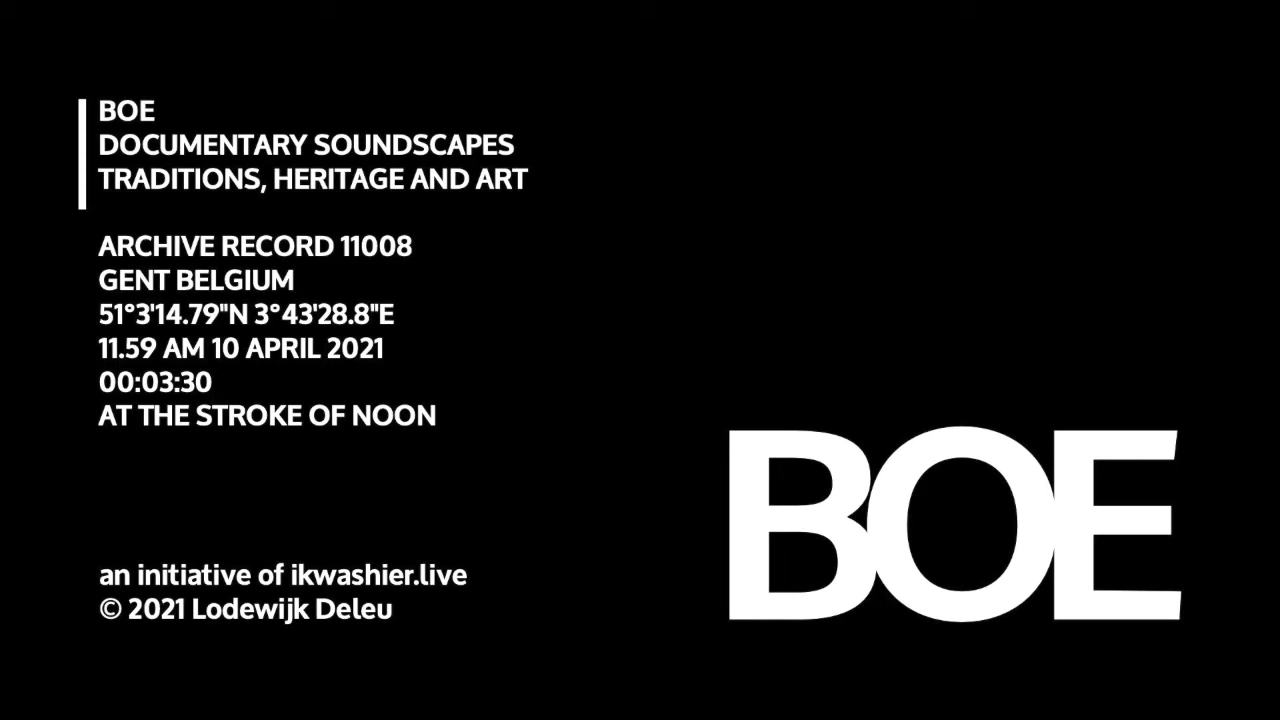 BOE
DOCUMENTARY SOUNDSCAPES
TRADITIONS, HERITAGE AND ART
ARCHIVE RECORD 11008
GENT BELGIUM
51°3'14.79"N 3°43'28.8"E
11.59 AM 10 APRIL 2021
00:03:30
AT THE STROKE OF NOON
an initiative of ikwashier.live
© 2021 Lodewijk Deleu
BOE